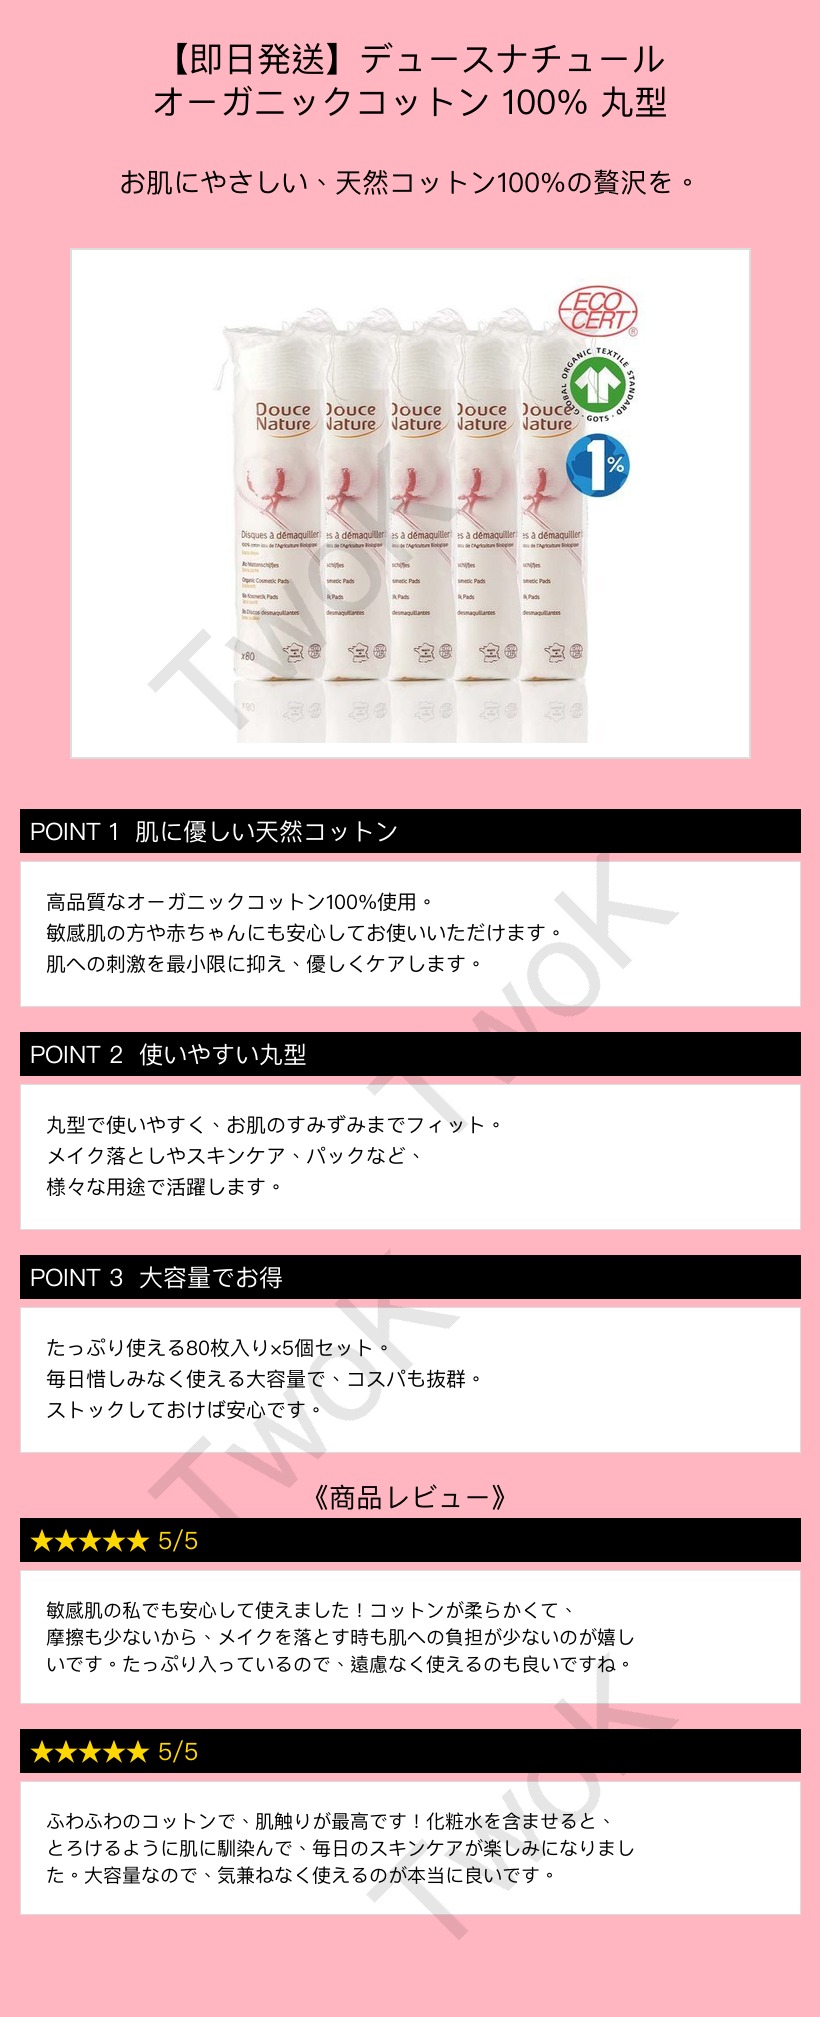 【即日発送】デュースナチュール
オーガニックコットン 100% 丸型
お肌にやさしい、天然コットン100%の贅沢を。
ECO
CERT
®
GLOBAL ORGANIC TEXTILE STANDARD · GOTS ·
1%
Douce Douce Douce Douce Douce
Nature Nature Nature Nature Nature
Disques à démaquiller es à démaquiller es à démaquiller es à démaquiller es à démaquiller
100% coton issu de l'Agriculture Biologique
Organic Cosmetic Pads
Bio Kosmetik Pads
x80
TwoK
POINT 1 肌に優しい天然コットン
高品質なオーガニックコットン100%使用。
敏感肌の方や赤ちゃんにも安心してお使いいただけます。
肌への刺激を最小限に抑え、優しくケアします。
TwoK
POINT 2 使いやすい丸型
丸型で使いやすく、お肌のすみずみまでフィット。
メイク落としやスキンケア、パックなど、
様々な用途で活躍します。
POINT 3 大容量でお得
たっぷり使える80枚入り×5個セット。
毎日惜しみなく使える大容量で、コスパも抜群。
ストックしておけば安心です。
TwoK
《商品レビュー》
★★★★★ 5/5
敏感肌の私でも安心して使えました！コットンが柔らかくて、
摩擦も少ないから、メイクを落とす時も肌への負担が少ないのが嬉し
いです。たっぷり入っているので、遠慮なく使えるのも良いですね。
★★★★★ 5/5
ふわふわのコットンで、肌触りが最高です！化粧水を含ませると、
とろけるように肌に馴染んで、毎日のスキンケアが楽しみになりまし
た。大容量なので、気兼ねなく使えるのが本当に良いです。
TwoK